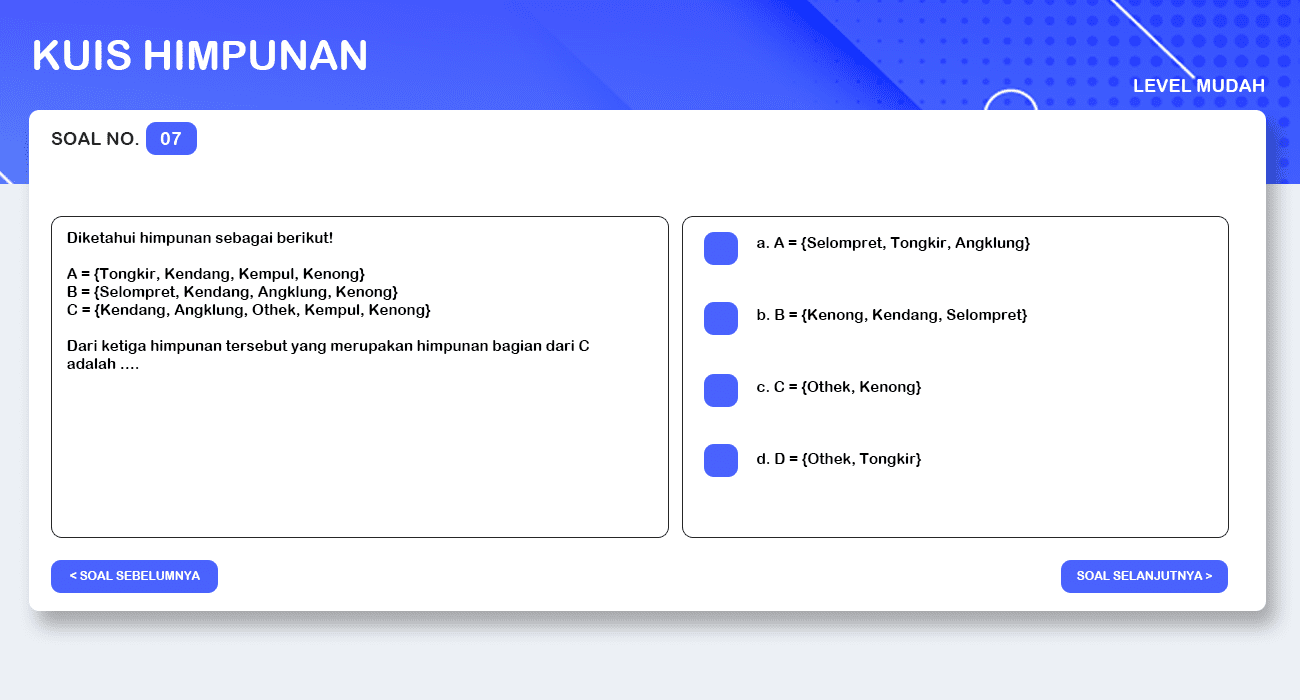 KUIS HIMPUNAN
LEVEL MUDAH
SOAL NO. 07
Diketahui himpunan sebagai berikut!
A = {Tongkir, Kendang, Kempul, Kenong}
B = {Selompret, Kendang, Angklung, Kenong}
C = {Kendang, Angklung, Othek, Kempul, Kenong}
Dari ketiga himpunan tersebut yang merupakan himpunan bagian dari C
adalah ....
a. A = {Selompret, Tongkir, Angklung}
b. B = {Kenong, Kendang, Selompret}
c. C = {Othek, Kenong}
d. D = {Othek, Tongkir}
< SOAL SEBELUMNYA
SOAL SELANJUTNYA >